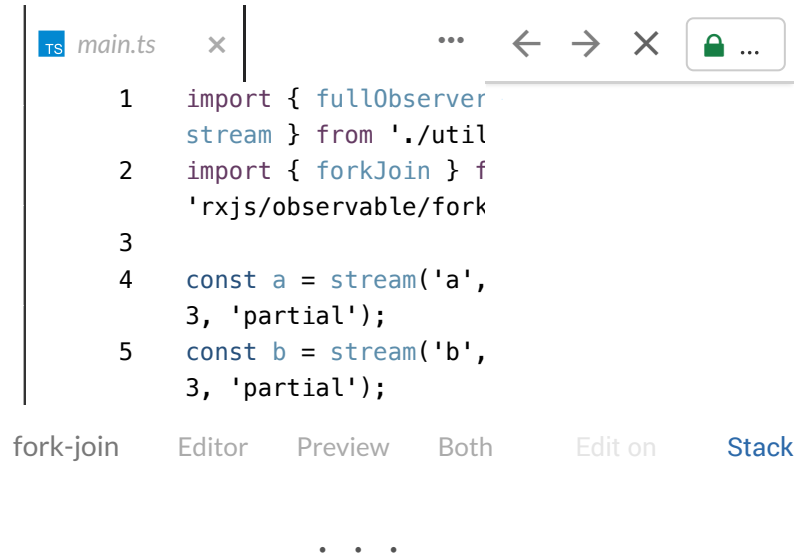 TS main.ts × ••• ...
1 import { fullObserver
stream } from './util
2 import { forkJoin } f
'rxjs/observable/fork
3
4 const a = stream('a',
3, 'partial');
5 const b = stream('b',
3, 'partial');
fork-join Editor Preview Both Edit on Stack
. . .